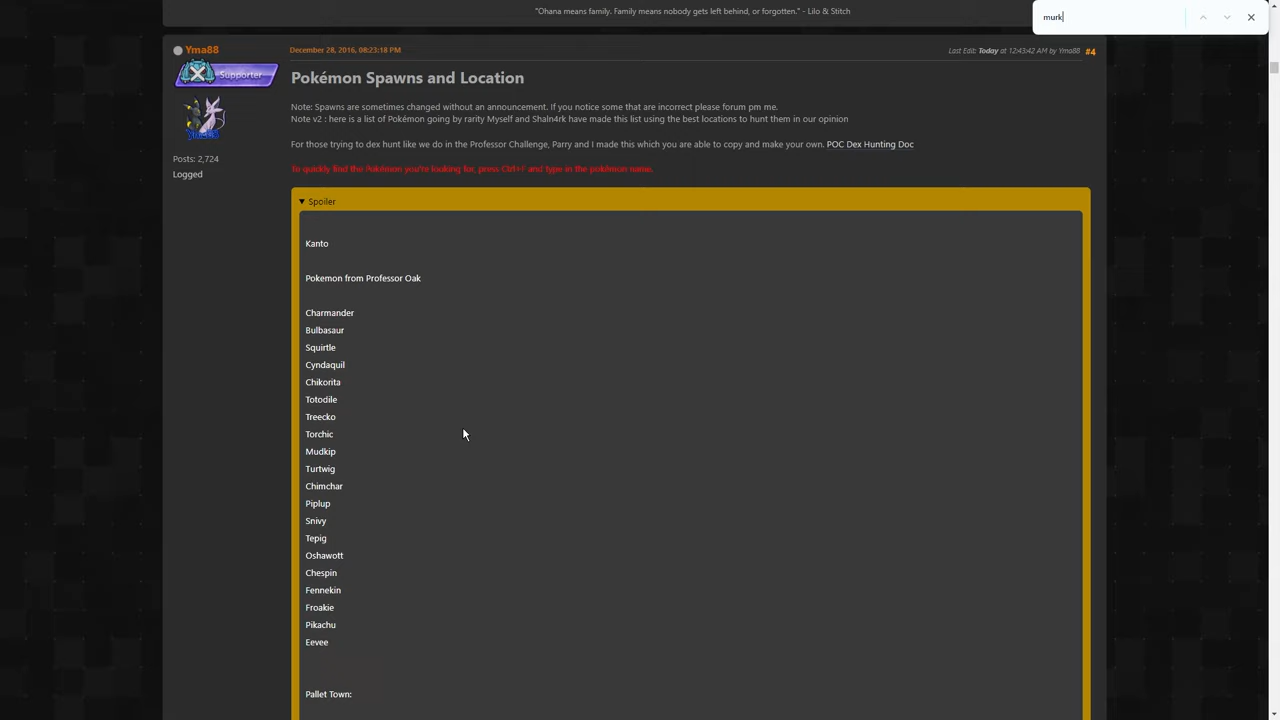 "Ohana means family. Family means nobody gets left behind, or forgotten." - Lilo & Stitch
murk
Yma88
Supporter
Posts: 2,724
Logged
December 28, 2016, 08:23:18 PM
Last Edit: Today at 12:43:42 AM by Yma88 #4
Pokémon Spawns and Location
Note: Spawns are sometimes changed without an announcement. If you notice some that are incorrect please forum pm me.
Note v2 : here is a list of Pokémon going by rarity Myself and Shaln4rk have made this list using the best locations to hunt them in our opinion
For those trying to dex hunt like we do in the Professor Challenge, Parry and I made this which you are able to copy and make your own. POC Dex Hunting Doc
To quickly find the Pokémon you're looking for, press Ctrl+F and type in the pokémon name.
▼ Spoiler
Kanto
Pokemon from Professor Oak
Charmander
Bulbasaur
Squirtle
Cyndaquil
Chikorita
Totodile
Treecko
Torchic
Mudkip
Turtwig
Chimchar
Piplup
Snivy
Tepig
Oshawott
Chespin
Fennekin
Froakie
Pikachu
Eevee
Pallet Town: